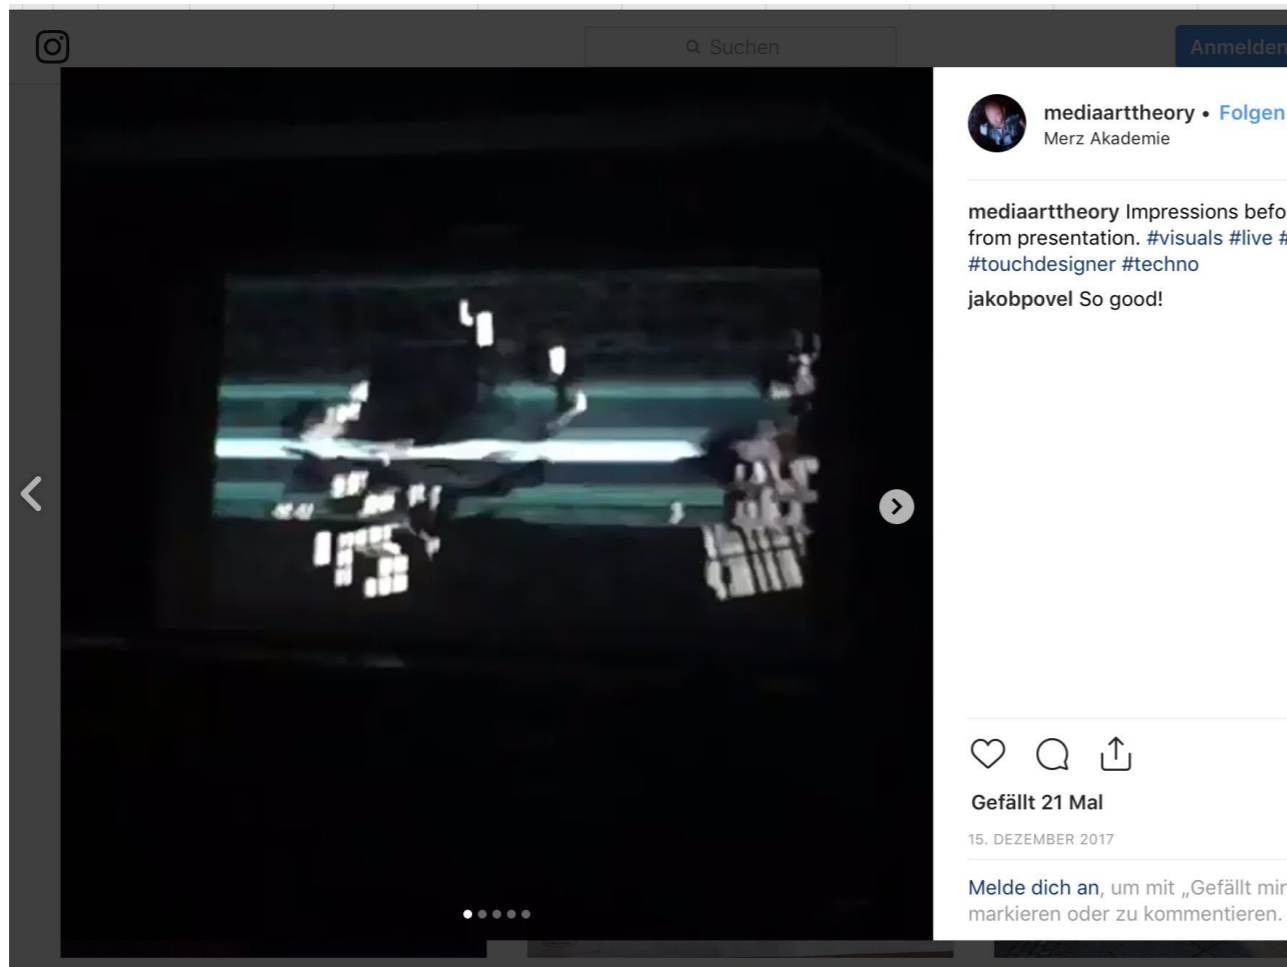 Suchen
Anmelden
mediaarttheory • Folgen
Merz Akademie
mediaarttheory Impressions befo
from presentation. #visuals #live #
#touchdesigner #techno
jakobpovel So good!
Gefällt 21 Mal
15. DEZEMBER 2017
Melde dich an, um mit „Gefällt mir
markieren oder zu kommentieren.